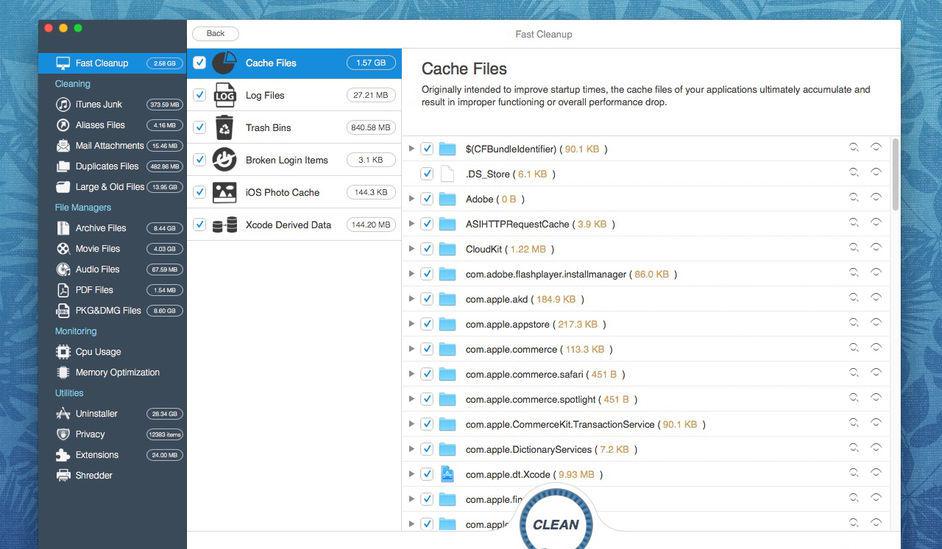 Back
Fast Cleanup
Fast Cleanup 2.58 GB
Cleaning
iTunes Junk 373.59 MB
Aliases Files 4.16 MB
Mail Attachments 15.46 MB
Duplicates Files 482.86 MB
Large & Old Files 13.95 GB
File Managers
Archive Files 8.44 GB
Movie Files 4.03 GB
Audio Files 67.59 MB
PDF Files 1.54 MB
PKG&DMG Files 8.60 GB
Monitoring
Cpu Usage
Memory Optimization
Utilities
Uninstaller 28.34 GB
Privacy 12383 items
Extensions 24.00 MB
Shredder
Cache Files 1.57 GB
LOG Log Files 27.21 MB
Trash Bins 840.58 MB
Broken Login Items 3.1 KB
iOS Photo Cache 144.3 KB
Xcode Derived Data 144.20 MB
Cache Files
Originally intended to improve startup times, the cache files of your applications ultimately accumulate and
result in improper functioning or overall performance drop.
$(CFBundleIdentifier) ( 90.1 KB )
.DS_Store ( 6.1 KB )
Adobe ( 0 B )
ASIHTTPRequestCache ( 3.9 KB )
CloudKit ( 1.22 MB )
com.adobe.flashplayer.installmanager ( 86.0 KB )
com.apple.akd ( 184.9 KB )
com.apple.appstore ( 217.3 KB )
com.apple.commerce ( 113.3 KB )
com.apple.commerce.safari ( 451 B )
com.apple.commerce.spotlight ( 451 B )
com.apple.CommerceKit.TransactionService ( 90.1 KB )
com.apple.DictionaryServices ( 7.2 KB )
com.apple.dt.Xcode ( 9.93 MB )
com.apple.fin
com.apple
CLEAN